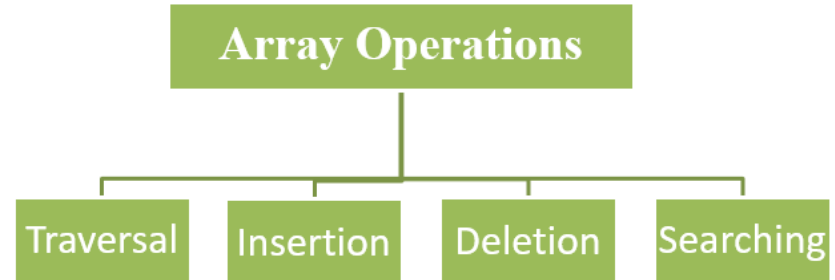 Array Operations
Traversal
Insertion
Deletion
Searching